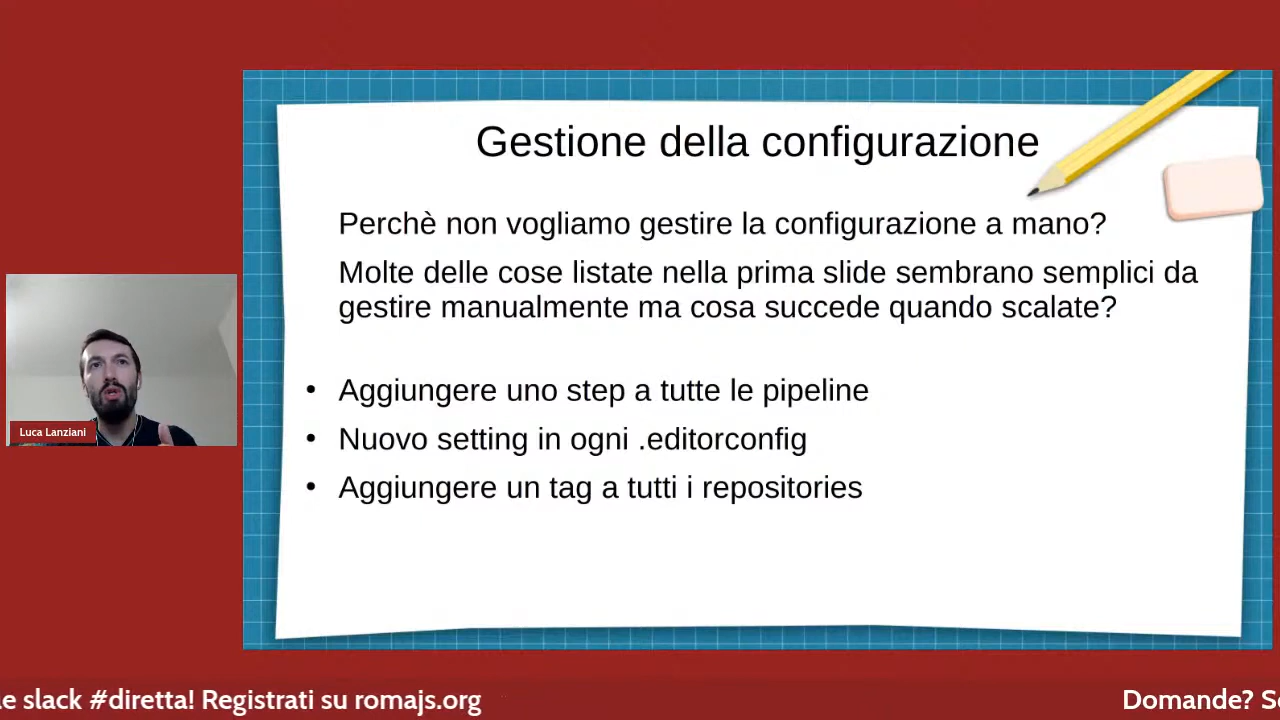 Gestione della configurazione
Perchè non vogliamo gestire la configurazione a mano?
Molte delle cose listate nella prima slide sembrano semplici da
gestire manualmente ma cosa succede quando scalate?
• Aggiungere uno step a tutte le pipeline
• Nuovo setting in ogni .editorconfig
• Aggiungere un tag a tutti i repositories
Luca Lanziani
slack #diretta! Registrati su romajs.org
Domande?